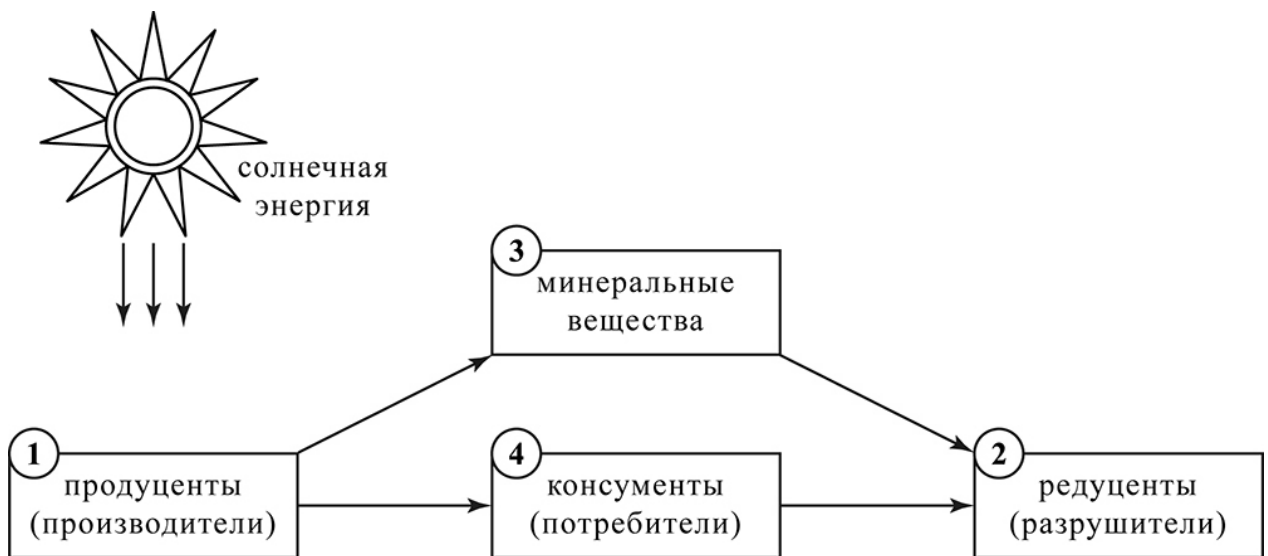 солнечная
энергия
3
минеральные
вещества
1
продуценты
(производители)
4
консументы
(потребители)
2
редуценты
(разрушители)